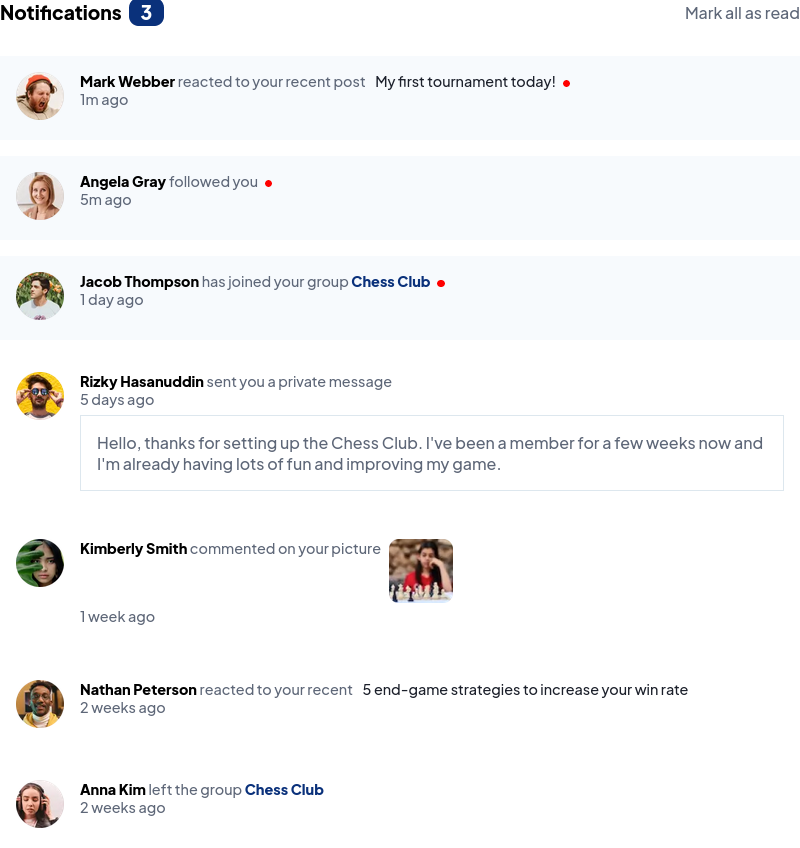 Notifications 3 Mark all as read
Mark Webber reacted to your recent post My first tournament today!
1m ago
Angela Gray followed you
5m ago
Jacob Thompson has joined your group Chess Club
1 day ago
Rizky Hasanuddin sent you a private message
5 days ago
Hello, thanks for setting up the Chess Club. I've been a member for a few weeks now and
I'm already having lots of fun and improving my game.
Kimberly Smith commented on your picture
1 week ago
Nathan Peterson reacted to your recent 5 end-game strategies to increase your win rate
2 weeks ago
Anna Kim left the group Chess Club
2 weeks ago